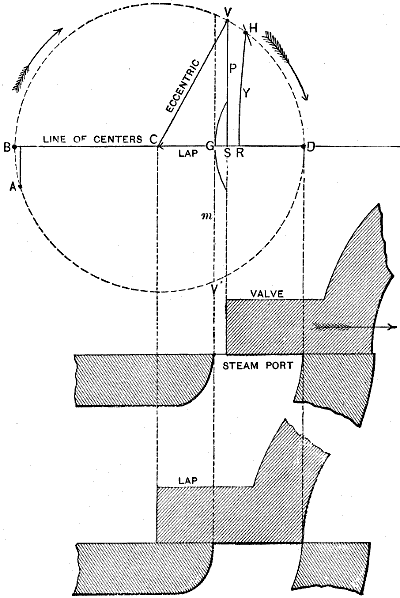 V
H
P
Y
ECCENTRIC
LINE OF CENTERS
B
C
LAP
G
S
R
D
A
m
V
VALVE
STEAM PORT
LAP